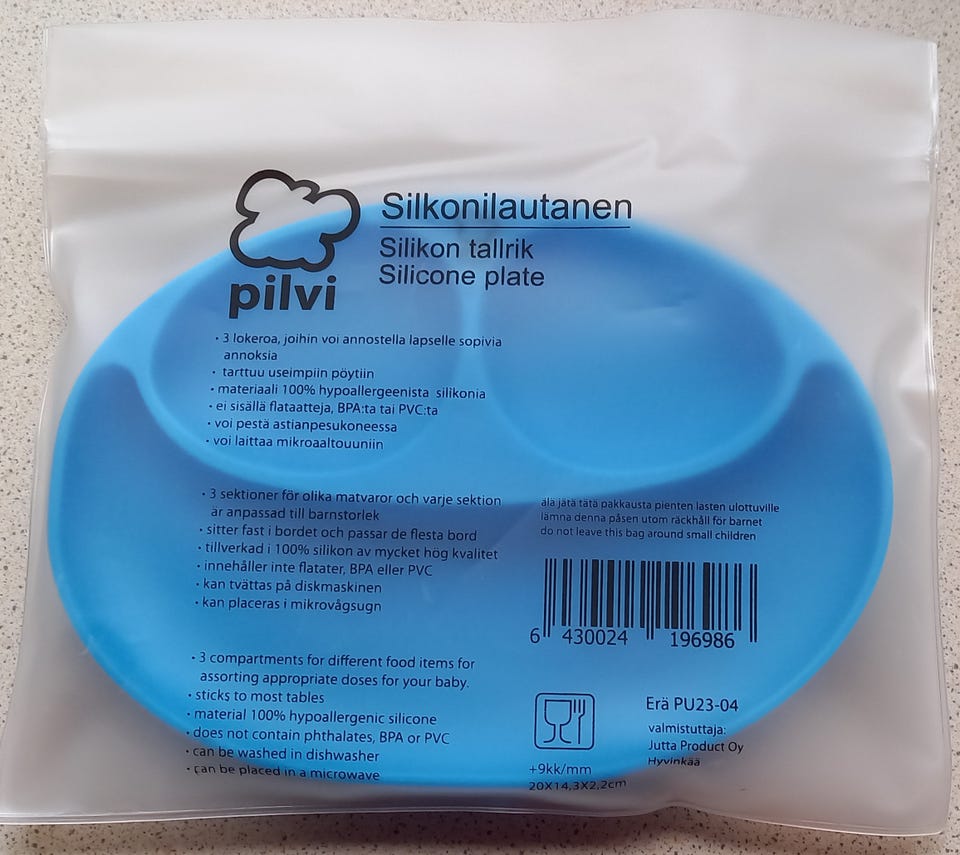 pilvi
Silkonilautanen
Silikon tallrik
Silicone plate
• 3 lokeroa, joihin voi annostella lapselle sopivia
annoksia
• tarttuu useimpiin pöytiin
• materiaali 100% hypoallergeenista silikonia
• ei sisällä flataatteja, BPA:ta tai PVC:ta
• voi pestä astianpesukoneessa
• voi laittaa mikroaaltouuniin
• 3 sektioner för olika matvaror och varje sektion
är anpassad till barnstorlek
• sitter fast i bordet och passar de flesta bord
• tillverkad i 100% silikon av mycket hög kvalitet
• innehåller inte flatater, BPA eller PVC
• kan tvättas på diskmaskinen
• kan placeras i mikrovågsugn
• 3 compartments for different food items for
assorting appropriate doses for your baby.
• sticks to most tables
• material 100% hypoallergenic silicone
• does not contain phthalates, BPA or PVC
• can be washed in dishwasher
• can be placed in a microwave
älä jätä tätä pakkausta pienten lasten ulottuville
lämna denna påsen utom räckhåll för barnet
do not leave this bag around small children
6 430024 196986
Erä PU23-04
valmistuttaja:
Jutta Product Oy
Hyvinkää
+9kk/mm
20X14,3X2,2cm